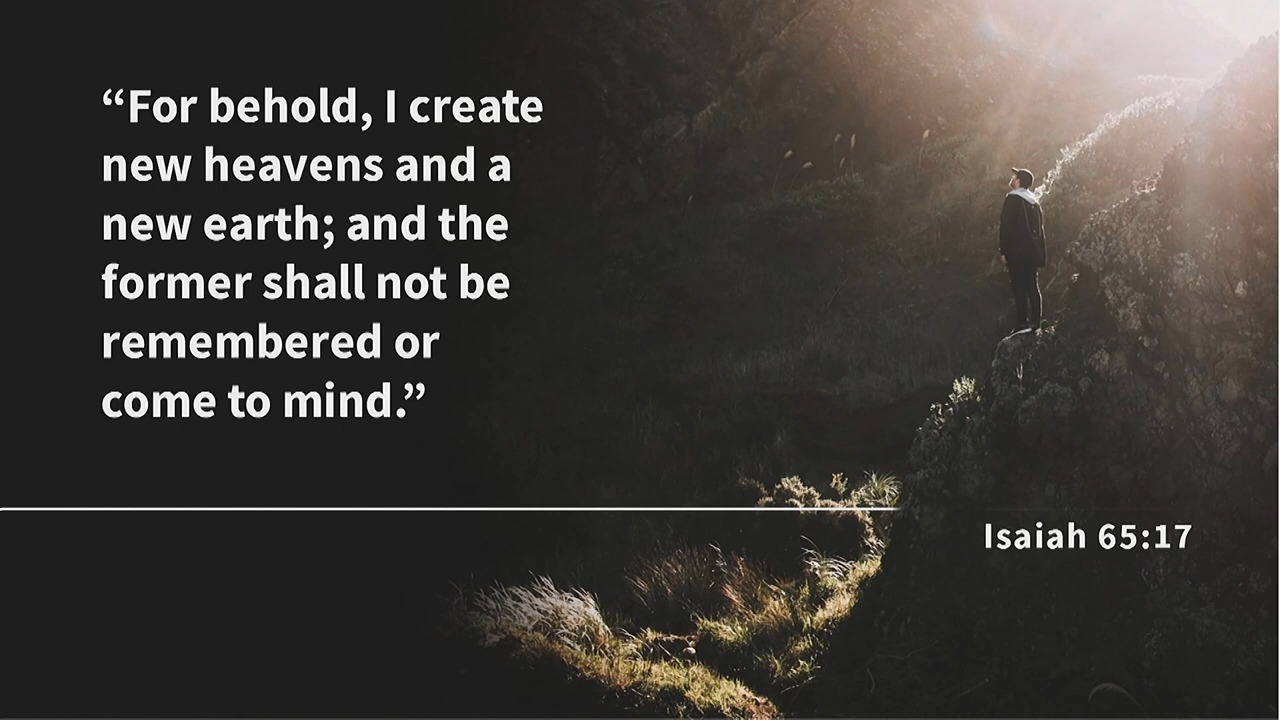 “For behold, I create
new heavens and a
new earth; and the
former shall not be
remembered or
come to mind.”
Isaiah 65:17